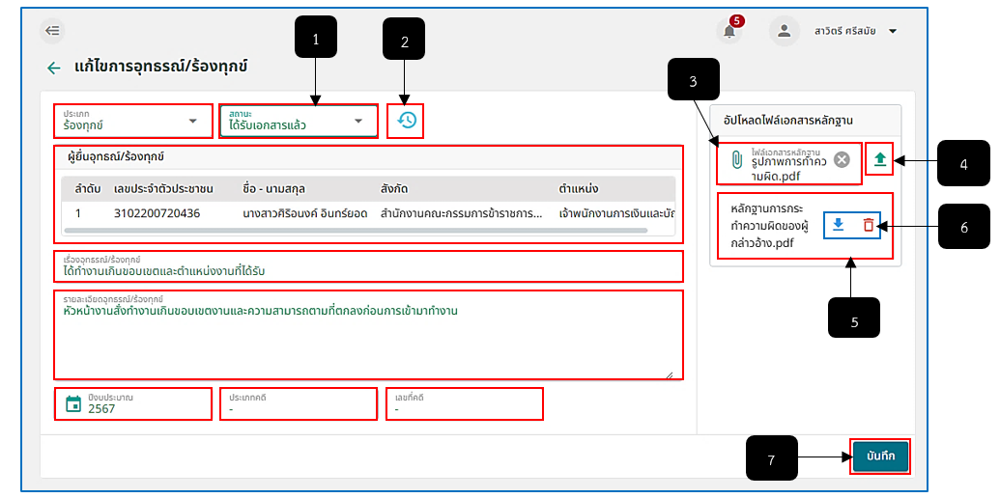 1
2
5
สาวิตรี ศรีสมัย
แก้ไขการอุทธรณ์/ร้องทุกข์
3
ประเภท
ร้องทุกข์
สถานะ
ได้รับเอกสารแล้ว
อัปโหลดไฟล์เอกสารหลักฐาน
ผู้ยื่นอุทธรณ์/ร้องทุกข์
ไฟล์เอกสารหลักฐาน
รูปภาพการทำคว
ามผิด.pdf
4
ลำดับ เลขประจำตัวประชาชน ชื่อ - นามสกุล สังกัด ตำแหน่ง
1 3102200720436 นางสาวศิริอนงค์ อินทร์ยอด สำนักงานคณะกรรมการข้าราชการ... เจ้าพนักงานการเงินและบัญ
หลักฐานการกระ
ทำความผิดของผู้
กล่าวอ้าง.pdf
6
เรื่องอุทธรณ์/ร้องทุกข์
ได้ทำงานเกินขอบเขตและตำแหน่งงานที่ได้รับ
รายละเอียดอุทธรณ์/ร้องทุกข์
หัวหน้างานสั่งทำงานเกินขอบเขตงานและความสามารถตามที่ตกลงก่อนการเข้ามาทำงาน
5
ปีงบประมาณ
2567
ประเภทคดี
-
เลขที่คดี
-
7
บันทึก